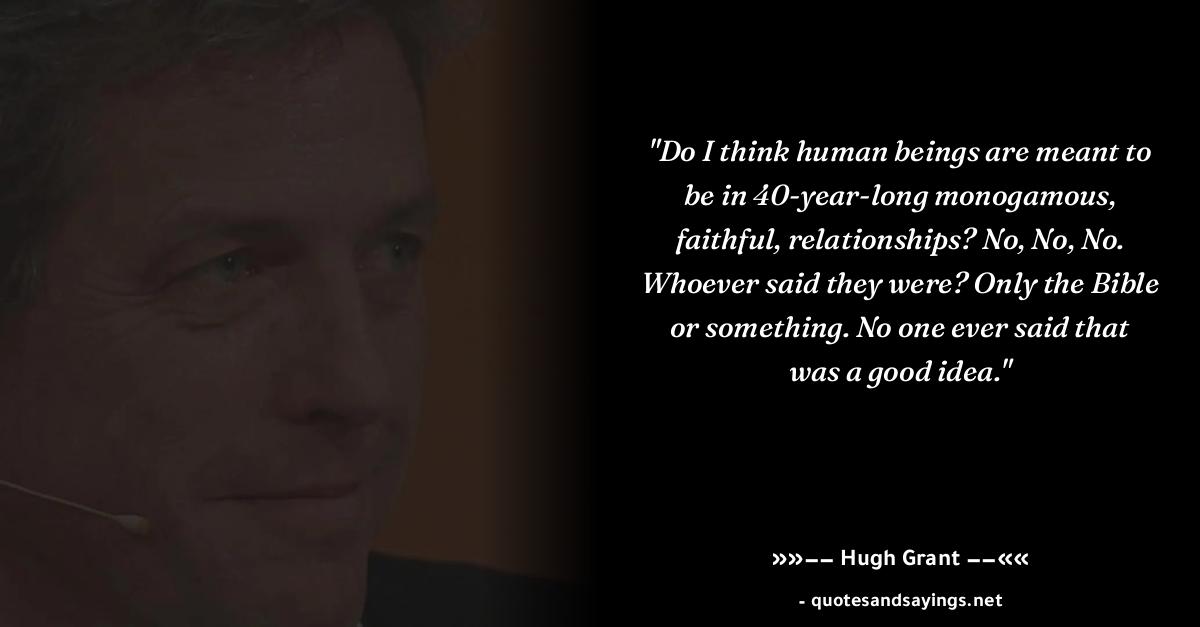 "Do I think human beings are meant to
be in 40-year-long monogamous,
faithful, relationships? No, No, No.
Whoever said they were? Only the Bible
or something. No one ever said that
was a good idea."
»»-- Hugh Grant --««
- quotesandsayings.net